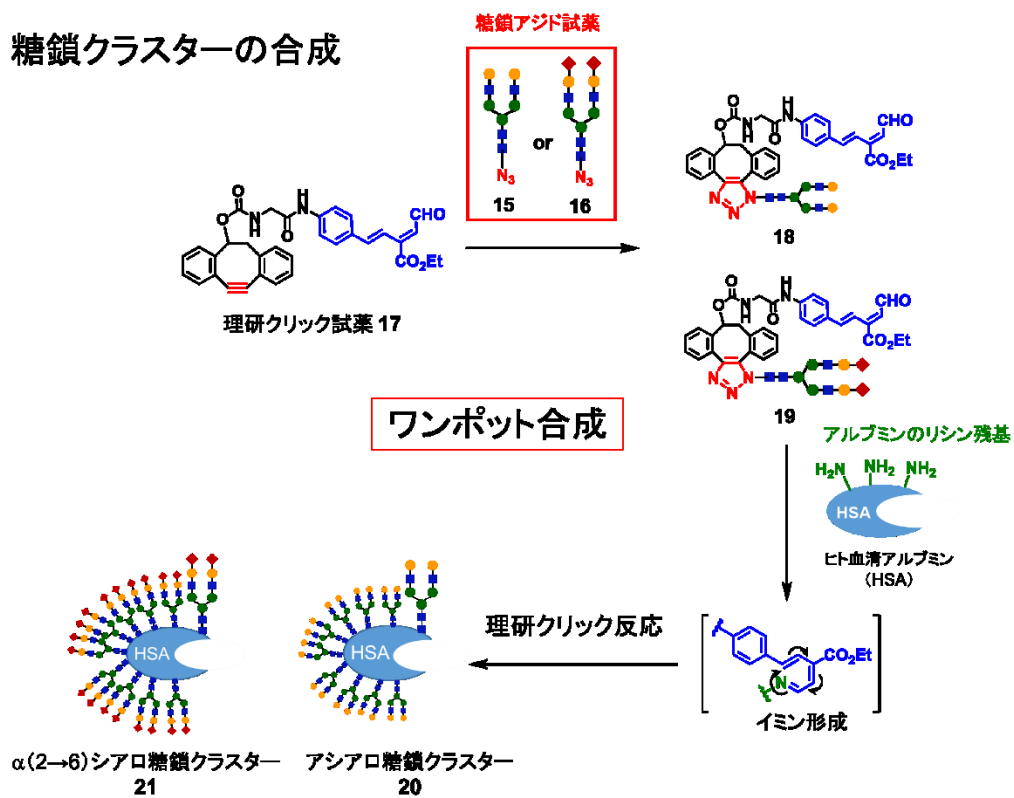 糖鎖クラスターの合成
糖鎖アジド試薬
N3
or
N3
15
16
O
O
N
H
O
H
N
CHO
CO2Et
理研クリック試薬 17
O
O
N
H
O
H
N
CHO
CO2Et
N
N
N
18
O
O
N
H
O
H
N
CHO
CO2Et
N
N
N
19
ワンポット合成
アルブミンのリシン残基
H2N
NH2
NH2
HSA
ヒト血清アルブミン
(HSA)
CO2Et
N
イミン形成
理研クリック反応
HSA
アシアロ糖鎖クラスター
20
HSA
α(2→6)シアロ糖鎖クラスター
21